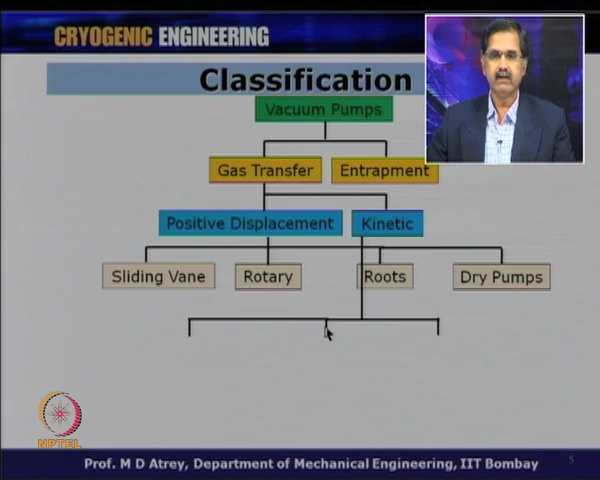 CRYOGENIC ENGINEERING
Classification
Vacuum Pumps
Gas Transfer Entrapment
Positive Displacement Kinetic
Sliding Vane Rotary Roots Dry Pumps
NPTEL
Prof. M D Atrey, Department of Mechanical Engineering, IIT Bombay 5